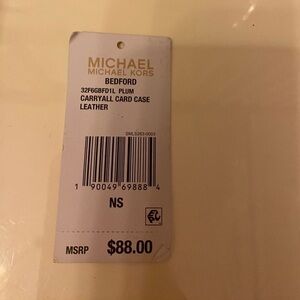 MICHAEL
MICHAEL KORS
BEDFORD
32F6GBFD1L PLUM
CARRYALL CARD CASE
LEATHER
1 90049 69888 4
NS
MSRP $88.00